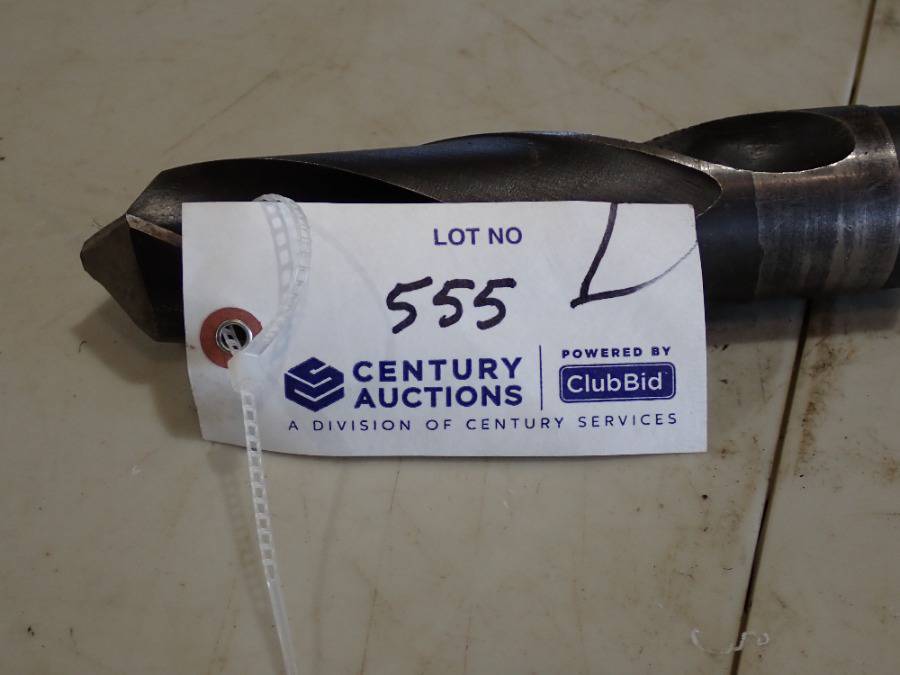 LOT NO
555
CENTURY AUCTIONS
POWERED BY
ClubBid
A DIVISION OF CENTURY SERVICES